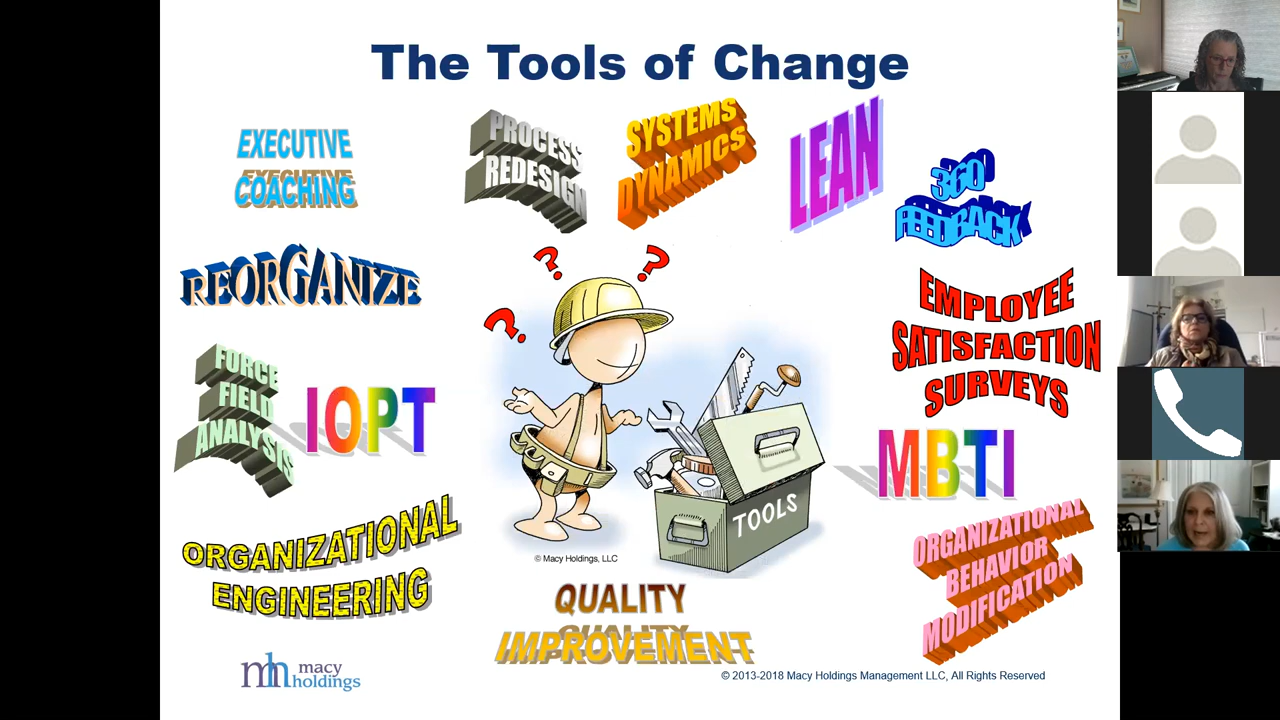 The Tools of Change
EXECUTIVE
COACHING
PROCESS
REDESIGN
SYSTEMS
DYNAMICS
LEAN
360°
FEEDBACK
REORGANIZE
EMPLOYEE
SATISFACTION
SURVEYS
? ? ?
FORCE
FIELD
ANALYSIS
IOPT
MBTI
TOOLS
ORGANIZATIONAL
ENGINEERING
© Macy Holdings, LLC
ORGANIZATIONAL
BEHAVIOR
MODIFICATION
QUALITY
IMPROVEMENT
mh macy
holdings
© 2013-2018 Macy Holdings Management LLC, All Rights Reserved